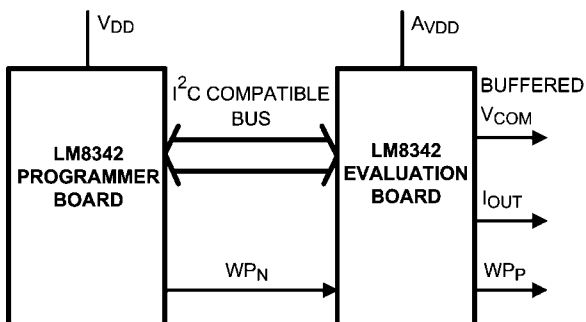 VDD
AVDD
I2C COMPATIBLE
BUS
BUFFERED
VCOM
LM8342
PROGRAMMER
BOARD
LM8342
EVALUATION
BOARD
IOUT
WPN
WPP